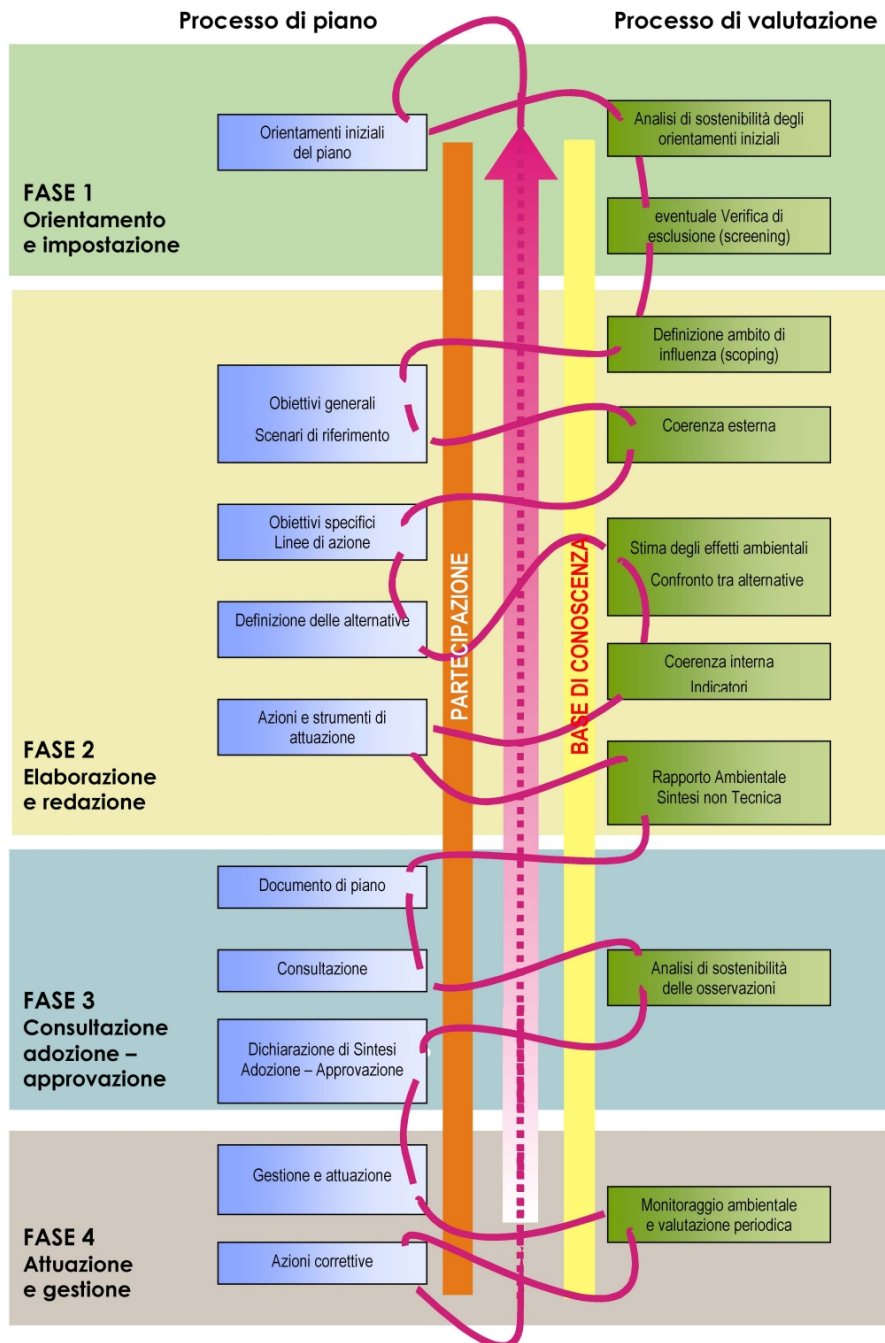 Processo di piano
Processo di valutazione
FASE 1
Orientamento
e impostazione
Orientamenti iniziali
del piano
Analisi di sostenibilità degli
orientamenti iniziali
eventuale Verifica di
esclusione (screening)
FASE 2
Elaborazione
e redazione
Definizione ambito di
influenza (scoping)
Obiettivi generali
Scenari di riferimento
Coerenza esterna
Obiettivi specifici
Linee di azione
Stima degli effetti ambientali
Confronto tra alternative
Definizione delle alternative
Coerenza interna
Indicatori
Azioni e strumenti di
attuazione
Rapporto Ambientale
Sintesi non Tecnica
PARTECIPAZIONE
BASE DI CONOSCENZA
FASE 3
Consultazione
adozione –
approvazione
Documento di piano
Consultazione
Analisi di sostenibilità
delle osservazioni
Dichiarazione di Sintesi
Adozione – Approvazione
FASE 4
Attuazione
e gestione
Gestione e attuazione
Monitoraggio ambientale
e valutazione periodica
Azioni correttive